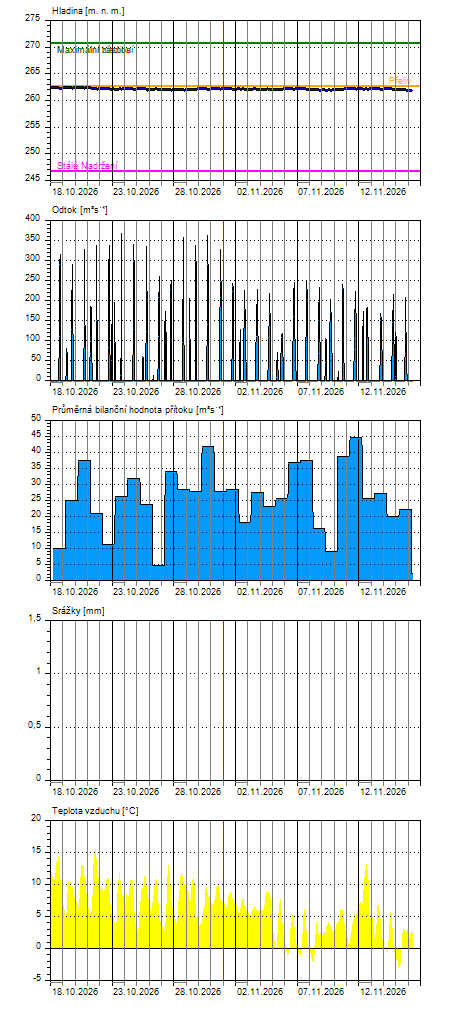 Hladina [m. n. m.]
275
270
265
260
255
250
245
Maximální
Přeliv
Stálé Nadržení
18.10.2026 23.10.2026 28.10.2026 02.11.2026 07.11.2026 12.11.2026
Odtok [m³s⁻¹]
400
350
300
250
200
150
100
50
0
18.10.2026 23.10.2026 28.10.2026 02.11.2026 07.11.2026 12.11.2026
Průměrná bilanční hodnota přítoku [m³s⁻¹]
50
45
40
35
30
25
20
15
10
5
0
18.10.2026 23.10.2026 28.10.2026 02.11.2026 07.11.2026 12.11.2026
Srážky [mm]
1,5
1
0,5
0
18.10.2026 23.10.2026 28.10.2026 02.11.2026 07.11.2026 12.11.2026
Teplota vzduchu [°C]
20
15
10
5
0
-5
18.10.2026 23.10.2026 28.10.2026 02.11.2026 07.11.2026 12.11.2026